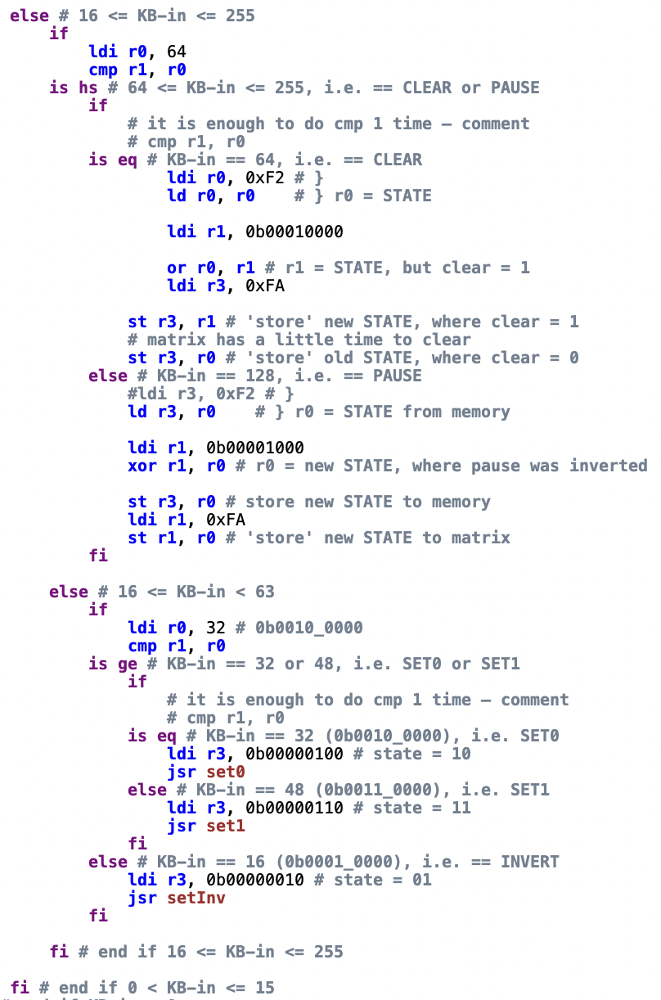 else # 16 <= KB-in <= 255
    if
        ldi r0, 64
        cmp r1, r0
    is hs # 64 <= KB-in <= 255, i.e. == CLEAR or PAUSE
        if
            # it is enough to do cmp 1 time – comment
            # cmp r1, r0
        is eq # KB-in == 64, i.e. == CLEAR
                ldi r0, 0xF2 # }
                ld r0, r0    # } r0 = STATE

                ldi r1, 0b00010000

                or r0, r1 # r1 = STATE, but clear = 1
                ldi r3, 0xFA

            st r3, r1 # 'store' new STATE, where clear = 1
            # matrix has a little time to clear
            st r3, r0 # 'store' old STATE, where clear = 0
        else # KB-in == 128, i.e. == PAUSE
            #ldi r3, 0xF2 # }
            ld r3, r0    # } r0 = STATE from memory

            ldi r1, 0b00001000
            xor r1, r0 # r0 = new STATE, where pause was inverted

            st r3, r0 # store new STATE to memory
            ldi r1, 0xFA
            st r1, r0 # 'store' new STATE to matrix
        fi

    else # 16 <= KB-in < 63
        if
            ldi r0, 32 # 0b0010_0000
            cmp r1, r0
        is ge # KB-in == 32 or 48, i.e. SET0 or SET1
            if
                # it is enough to do cmp 1 time – comment
                # cmp r1, r0
            is eq # KB-in == 32 (0b0010_0000), i.e. SET0
                ldi r3, 0b00000100 # state = 10
                jsr set0
            else # KB-in == 48 (0b0011_0000), i.e. SET1
                ldi r3, 0b00000110 # state = 11
                jsr set1
            fi
        else # KB-in == 16 (0b0001_0000), i.e. == INVERT
            ldi r3, 0b00000010 # state = 01
            jsr setInv
        fi

    fi # end if 16 <= KB-in <= 255

fi # end if 0 < KB-in <= 15